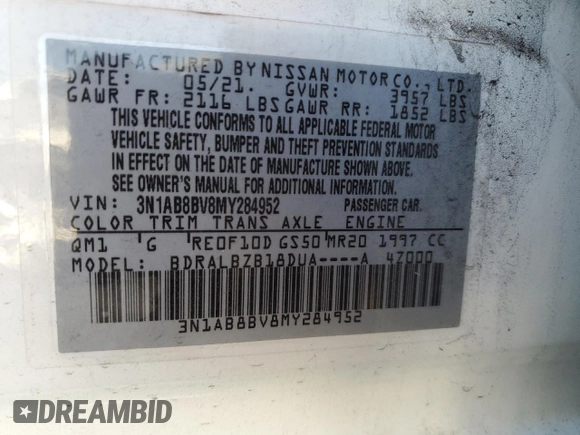 MANUFACTURED BY NISSAN MOTOR CO., LTD.
DATE: 05/21. GVWR: 3957 LBS
GAWR FR: 2116 LBS GAWR RR: 1852 LBS
THIS VEHICLE CONFORMS TO ALL APPLICABLE FEDERAL MOTOR
VEHICLE SAFETY, BUMPER AND THEFT PREVENTION STANDARDS
IN EFFECT ON THE DATE OF MANUFACTURE SHOWN ABOVE.
SEE OWNER'S MANUAL FOR ADDITIONAL INFORMATION.
VIN: 3N1AB8BV8MY284952 PASSENGER CAR.
COLOR TRIM TRANS AXLE ENGINE
QM1 G RE0F10D GS50 MR20 1997 CC
MODEL: BDRALBZB18DUA----A 47000
3N1AB8BV8MY284952
DREAMBID